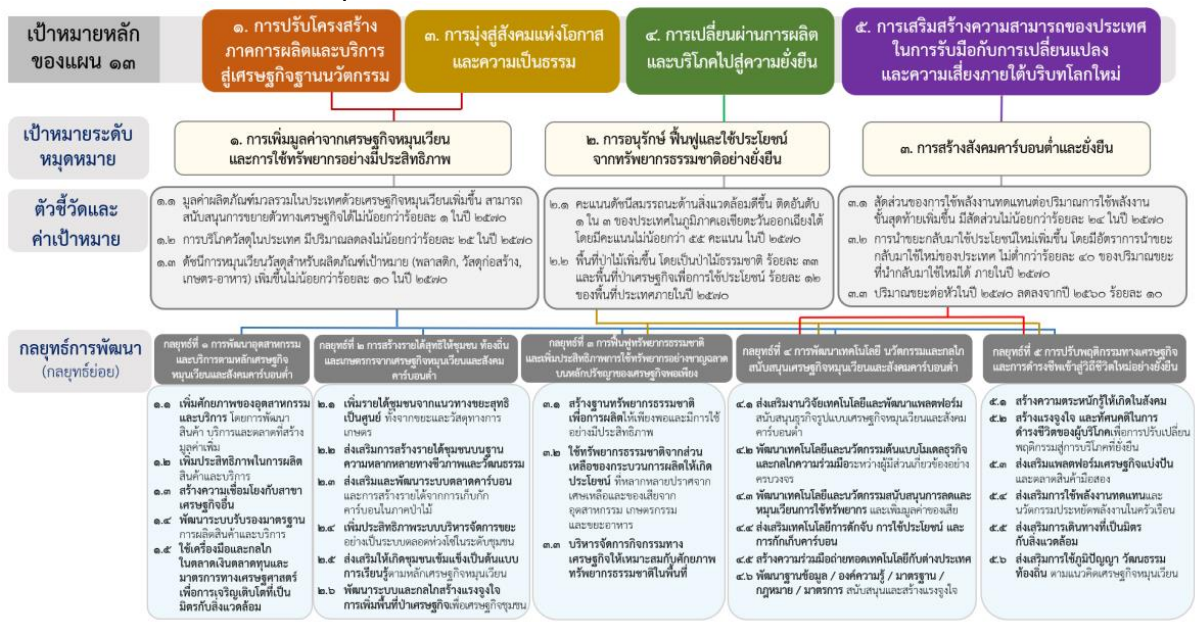 เป้าหมายหลัก
ของแผน ๑๓
๑. การปรับโครงสร้าง
ภาคการผลิตและบริการ
สู่เศรษฐกิจฐานนวัตกรรม
๓. การมุ่งสู่สังคมแห่งโอกาส
และความเป็นธรรม
๔. การเปลี่ยนผ่านการผลิต
และบริโภคไปสู่ความยั่งยืน
๕. การเสริมสร้างความสามารถของประเทศ
ในการรับมือกับการเปลี่ยนแปลง
และความเสี่ยงภายใต้บริบทโลกใหม่
เป้าหมายระดับ
หมุดหมาย
๑. การเพิ่มมูลค่าจากเศรษฐกิจหมุนเวียน
และการใช้ทรัพยากรอย่างมีประสิทธิภาพ
๒. การอนุรักษ์ ฟื้นฟูและใช้ประโยชน์
จากทรัพยากรธรรมชาติอย่างยั่งยืน
๓. การสร้างสังคมคาร์บอนต่ำและยั่งยืน
ตัวชี้วัดและ
ค่าเป้าหมาย
๑.๑ มูลค่าผลิตภัณฑ์มวลรวมในประเทศด้วยเศรษฐกิจหมุนเวียนเพิ่มขึ้น สามารถ
สนับสนุนการขยายตัวทางเศรษฐกิจได้ไม่น้อยกว่าร้อยละ ๑ ในปี ๒๕๗๐
๑.๒ การบริโภควัสดุในประเทศ มีปริมาณลดลงไม่น้อยกว่าร้อยละ ๒๕ ในปี ๒๕๗๐
๑.๓ ดัชนีการหมุนเวียนวัสดุสำหรับผลิตภัณฑ์เป้าหมาย (พลาสติก, วัสดุก่อสร้าง,
เกษตร-อาหาร) เพิ่มขึ้นไม่น้อยกว่าร้อยละ ๑๐ ในปี ๒๕๗๐
๒.๑ คะแนนดัชนีสมรรถนะด้านสิ่งแวดล้อมดีขึ้น ติดอันดับ
๑ ใน ๓ ของประเทศในภูมิภาคเอเชียตะวันออกเฉียงใต้
โดยมีคะแนนไม่น้อยกว่า ๕๕ คะแนน ในปี ๒๕๗๐
๒.๒ พื้นที่ป่าไม้เพิ่มขึ้น โดยเป็นป่าไม้ธรรมชาติ ร้อยละ ๓๓
และพื้นที่ป่าเศรษฐกิจเพื่อการใช้ประโยชน์ ร้อยละ ๑๒
ของพื้นที่ประเทศภายในปี ๒๕๗๐
๓.๑ สัดส่วนของการใช้พลังงานทดแทนต่อปริมาณการใช้พลังงาน
ขั้นสุดท้ายเพิ่มขึ้น มีสัดส่วนไม่น้อยกว่าร้อยละ ๒๔ ในปี ๒๕๗๐
๓.๒ การนำขยะกลับมาใช้ประโยชน์ใหม่เพิ่มขึ้น โดยมีอัตราการนำขยะ
กลับมาใช้ใหม่ของประเทศ ไม่ต่ำกว่าร้อยละ ๔๐ ของปริมาณขยะ
ที่นำกลับมาใช้ใหม่ได้ ภายในปี ๒๕๗๐
๓.๓ ปริมาณขยะต่อหัวในปี ๒๕๗๐ ลดลงจากปี ๒๕๖๐ ร้อยละ ๑๐
กลยุทธ์การพัฒนา
(กลยุทธ์ย่อย)
กลยุทธ์ที่ ๑ การพัฒนาอุตสาหกรรม
และบริการตามหลักเศรษฐกิจ
หมุนเวียนและสังคมคาร์บอนต่ำ
๑.๑ เพิ่มศักยภาพของอุตสาหกรรม
และบริการ โดยการพัฒนา
สินค้า บริการและตลาดที่สร้าง
มูลค่าเพิ่ม
๑.๒ เพิ่มประสิทธิภาพในการผลิต
สินค้าและบริการ
๑.๓ สร้างความเชื่อมโยงกับสาขา
เศรษฐกิจอื่น
๑.๔ พัฒนาระบบรับรองมาตรฐาน
การผลิตสินค้าและบริการ
๑.๕ ใช้เครื่องมือและกลไก
ในตลาดเงินตลาดทุนและ
มาตรการทางเศรษฐศาสตร์
เพื่อการเจริญเติบโตที่เป็น
มิตรกับสิ่งแวดล้อม
กลยุทธ์ที่ ๒ การสร้างรายได้สุทธิให้ชุมชน ท้องถิ่น
และเกษตรกรจากเศรษฐกิจหมุนเวียนและสังคม
คาร์บอนต่ำ
๒.๑ เพิ่มรายได้ชุมชนจากแนวทางขยะสุทธิ
เป็นศูนย์ ทั้งจากขยะและวัสดุทางการ
เกษตร
๒.๒ ส่งเสริมการสร้างรายได้ชุมชนบนฐาน
ความหลากหลายทางชีวภาพและวัฒนธรรม
๒.๓ ส่งเสริมและพัฒนาระบบตลาดคาร์บอน
และการสร้างรายได้จากการเก็บกัก
คาร์บอนในภาคป่าไม้
๒.๔ เพิ่มประสิทธิภาพระบบบริหารจัดการขยะ
อย่างเป็นระบบตลอดห่วงโซ่ในระดับชุมชน
๒.๕ ส่งเสริมให้เกิดชุมชนเข้มแข็งเป็นต้นแบบ
การเรียนรู้ตามหลักเศรษฐกิจหมุนเวียน
๒.๖ พัฒนาระบบและกลไกสร้างแรงจูงใจ
การเพิ่มพื้นที่ป่าเศรษฐกิจเพื่อเศรษฐกิจชุมชน
กลยุทธ์ที่ ๓ การฟื้นฟูทรัพยากรธรรมชาติ
และเพิ่มประสิทธิภาพการใช้ทรัพยากรอย่างชาญฉลาด
บนหลักปรัชญาของเศรษฐกิจพอเพียง
๓.๑ สร้างฐานทรัพยากรธรรมชาติ
เพื่อการผลิตให้เพียงพอและมีการใช้
อย่างมีประสิทธิภาพ
๓.๒ ใช้ทรัพยากรธรรมชาติจากส่วน
เหลือของกระบวนการผลิตให้เกิด
ประโยชน์ ที่หลากหลายปราศจาก
เศษเหลือและของเสียจาก
อุตสาหกรรม เกษตรกรรม
และขยะอาหาร
๓.๓ บริหารจัดการกิจกรรมทาง
เศรษฐกิจให้เหมาะสมกับศักยภาพ
ทรัพยากรธรรมชาติในพื้นที่
กลยุทธ์ที่ ๔ การพัฒนาเทคโนโลยี นวัตกรรมและกลไก
สนับสนุนเศรษฐกิจหมุนเวียนและสังคมคาร์บอนต่ำ
๔.๑ ส่งเสริมงานวิจัยเทคโนโลยีและพัฒนาแพลตฟอร์ม
สนับสนุนธุรกิจรูปแบบเศรษฐกิจหมุนเวียนและสังคม
คาร์บอนต่ำ
๔.๒ พัฒนาเทคโนโลยีและนวัตกรรมต้นแบบโมเดลธุรกิจ
และกลไกความร่วมมือระหว่างผู้มีส่วนเกี่ยวข้องอย่าง
ครบวงจร
๔.๓ พัฒนาเทคโนโลยีและนวัตกรรมสนับสนุนการลดและ
หมุนเวียนการใช้ทรัพยากร และเพิ่มมูลค่าของเสีย
๔.๔ ส่งเสริมเทคโนโลยีการดักจับ การใช้ประโยชน์ และ
การกักเก็บคาร์บอน
๔.๕ สร้างความร่วมมือถ่ายทอดเทคโนโลยีกับต่างประเทศ
๔.๖ พัฒนาฐานข้อมูล / องค์ความรู้ / มาตรฐาน /
กฎหมาย / มาตรการ สนับสนุนและสร้างแรงจูงใจ
กลยุทธ์ที่ ๕ การปรับพฤติกรรมทางเศรษฐกิจ
และการดำรงชีพเข้าสู่วิถีชีวิตใหม่อย่างยั่งยืน
๕.๑ สร้างความตระหนักรู้ให้เกิดในสังคม
๕.๒ สร้างแรงจูงใจ และทัศนคติในการ
ดำรงชีวิตของผู้บริโภคเพื่อการปรับเปลี่ยน
พฤติกรรมสู่การบริโภคที่ยั่งยืน
๕.๓ ส่งเสริมแพลตฟอร์มเศรษฐกิจแบ่งปัน
และตลาดสินค้ามือสอง
๕.๔ ส่งเสริมการใช้พลังงานทดแทนและ
นวัตกรรมประหยัดพลังงานในครัวเรือน
๕.๕ ส่งเสริมการเดินทางที่เป็นมิตร
กับสิ่งแวดล้อม
๕.๖ ส่งเสริมการใช้ภูมิปัญญา วัฒนธรรม
ท้องถิ่น ตามแนวคิดเศรษฐกิจหมุนเวียน